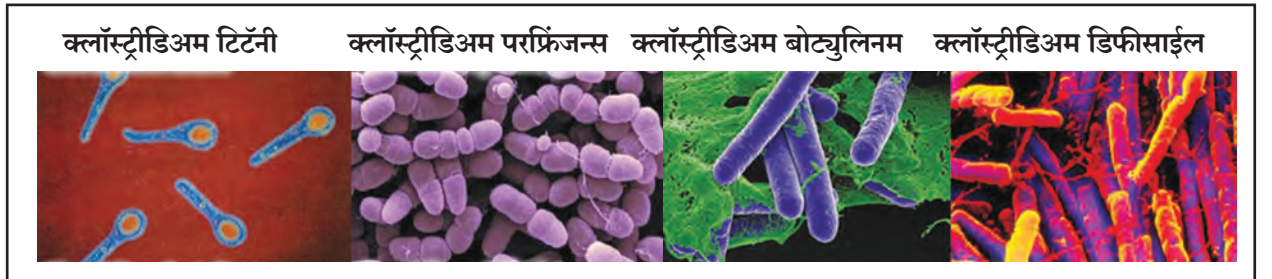 क्लॉस्ट्रीडिअम टिटॅनी क्लॉस्ट्रीडिअम परफ्रिंजन्स क्लॉस्ट्रीडिअम बोट्युलिनम क्लॉस्ट्रीडिअम डिफीसाईल